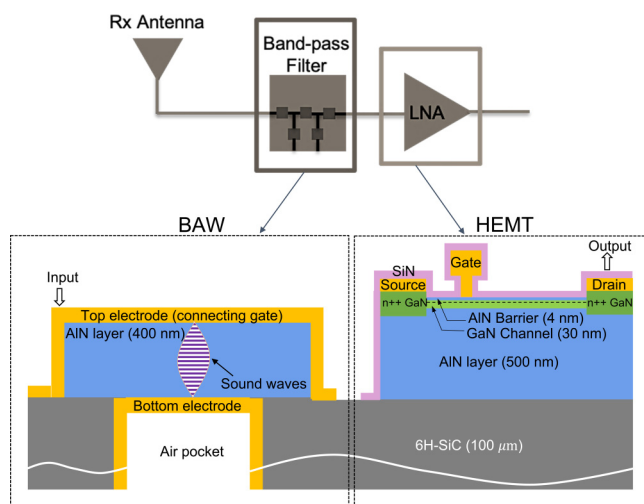 Rx Antenna
Band-pass
Filter
LNA
BAW
HEMT
Input
Top electrode (connecting gate)
AlN layer (400 nm)
Sound waves
Bottom electrode
Air pocket
Output
SiN
Gate
Source
Drain
n++ GaN
n++ GaN
AlN Barrier (4 nm)
GaN Channel (30 nm)
AlN layer (500 nm)
6H-SiC (100 μm)